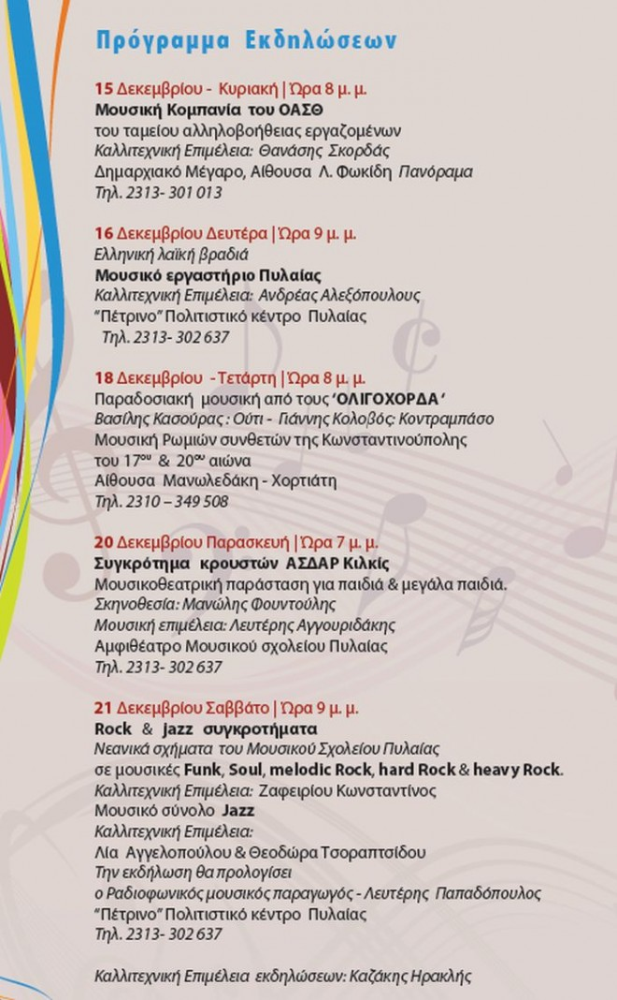 Πρόγραμμα Εκδηλώσεων
15 Δεκεμβρίου - Κυριακή | Ώρα 8 μ. μ.
Μουσική Κομπανία του ΟΑΣΘ
του ταμείου αλληλοβοήθειας εργαζομένων
Καλλιτεχνική Επιμέλεια: Θανάσης Σκορδάς
Δημαρχιακό Μέγαρο, Αίθουσα Λ. Φωκίδη Πανόραμα
Τηλ. 2313- 301 013
16 Δεκεμβρίου Δευτέρα | Ώρα 9 μ. μ.
Ελληνική λαϊκή βραδιά
Μουσικό εργαστήριο Πυλαίας
Καλλιτεχνική Επιμέλεια: Ανδρέας Αλεξόπουλους
“Πέτρινο” Πολιτιστικό κέντρο Πυλαίας
Τηλ. 2313- 302 637
18 Δεκεμβρίου - Τετάρτη | Ώρα 8 μ. μ.
Παραδοσιακή μουσική από τους ‘ΟΛΙΓΟΧΟΡΔΑ ‘
Βασίλης Κασούρας : Ούτι - Γιάννης Κολοβός: Κοντραμπάσο
Μουσική Ρωμιών συνθετών της Κωνσταντινούπολης
του 17ου & 20ου αιώνα
Αίθουσα Μανωλεδάκη - Χορτιάτη
Τηλ. 2310 – 349 508
20 Δεκεμβρίου Παρασκευή | Ώρα 7 μ. μ.
Συγκρότημα κρουστών ΑΣΔΑΡ Κιλκίς
Μουσικοθεατρική παράσταση για παιδιά & μεγάλα παιδιά.
Σκηνοθεσία: Μανώλης Φουντούλης
Μουσική επιμέλεια: Λευτέρης Αγγουριδάκης
Αμφιθέατρο Μουσικού σχολείου Πυλαίας
Τηλ. 2313- 302 637
21 Δεκεμβρίου Σαββάτο | Ώρα 9 μ. μ.
Rock & jazz συγκροτήματα
Νεανικά σχήματα του Μουσικού Σχολείου Πυλαίας
σε μουσικές Funk, Soul, melodic Rock, hard Rock & heavy Rock.
Καλλιτεχνική Επιμέλεια: Ζαφειρίου Κωνσταντίνος
Μουσικό σύνολο Jazz
Καλλιτεχνική Επιμέλεια:
Λία Αγγελοπούλου & Θεοδώρα Τσοραπτσίδου
Την εκδήλωση θα προλογίσει
ο Ραδιοφωνικός μουσικός παραγωγός - Λευτέρης Παπαδόπουλος
“Πέτρινο” Πολιτιστικό κέντρο Πυλαίας
Τηλ. 2313- 302 637
Καλλιτεχνική Επιμέλεια εκδηλώσεων: Καζάκης Ηρακλής